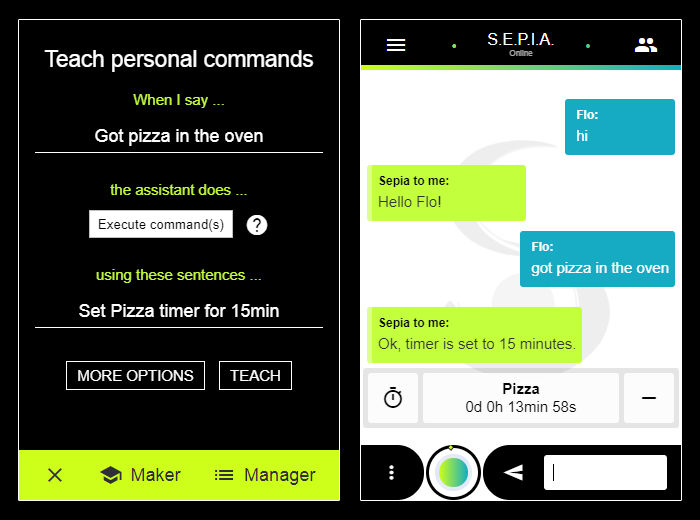 Teach personal commands
When I say ...
Got pizza in the oven
the assistant does ...
Execute command(s)
?
using these sentences ...
Set Pizza timer for 15min
MORE OPTIONS
TEACH
Maker
Manager
S.E.P.I.A.
Online
Flo:
hi
Sepia to me:
Hello Flo!
Flo:
got pizza in the oven
Sepia to me:
Ok, timer is set to 15 minutes.
Pizza
0d 0h 13min 58s